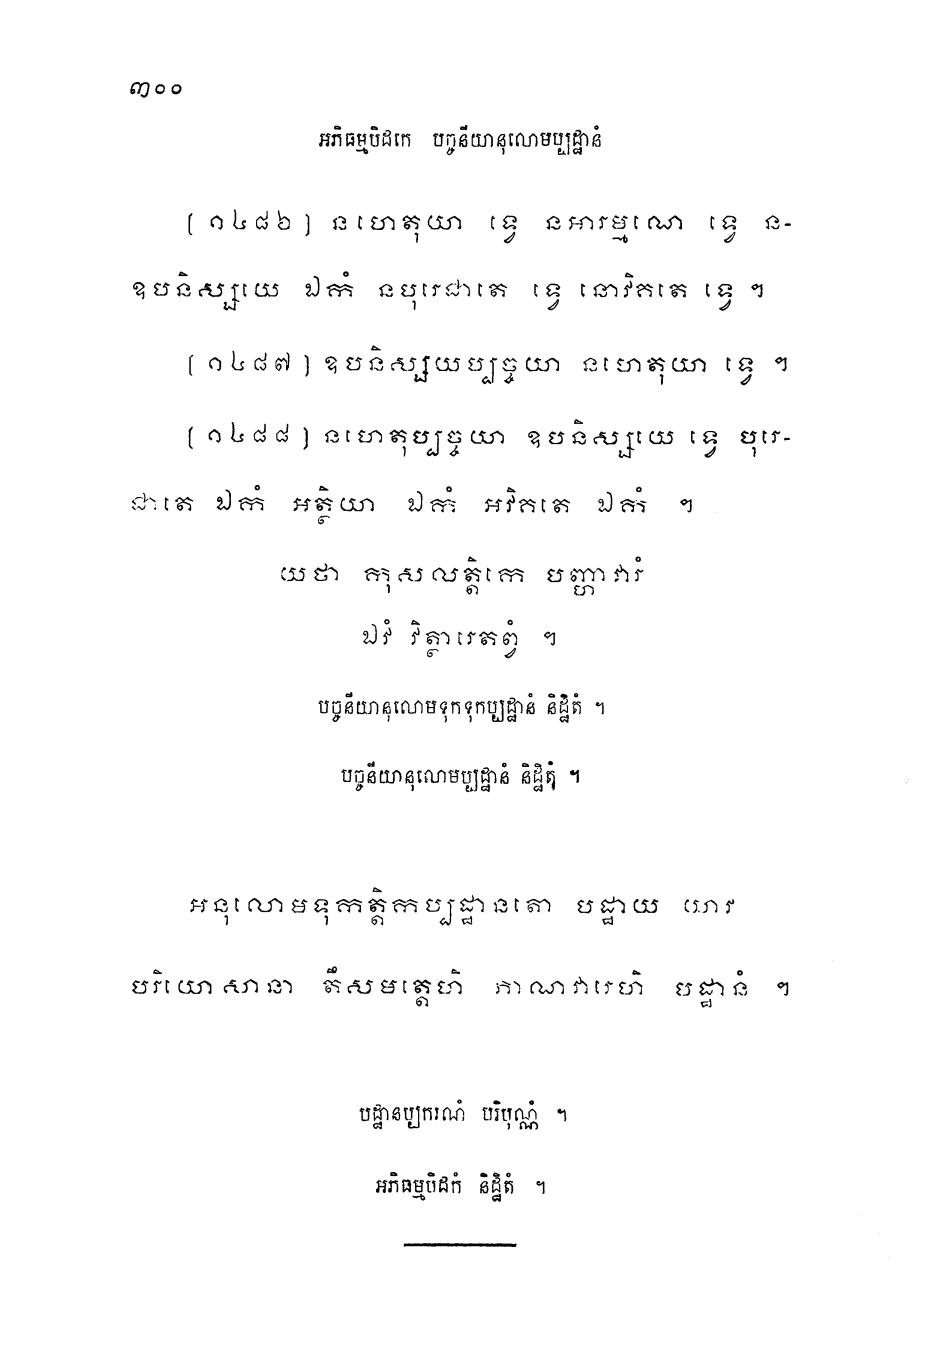 ៣០០
អភិធម្មបិដកេ បច្ចនីយានុលោមប្បដ្ឋានំ
(១៤៨៦) នហេតុយា ទ្វេ នអារម្មណេ ទ្វេ ន-
ឧបនិស្សយេ ឯកំ នបុរេជាតេ ទ្វេ នោវិគតេ ទ្វេ ។
(១៤៨៧) ឧបនិស្សយប្បច្ចយា នហេតុយា ទ្វេ ។
(១៤៨៨) នហេតុប្បច្ចយា ឧបនិស្សយេ ទ្វេ បុរេ-
ជាតេ ឯកំ អត្ថិយា ឯកំ អវិគតេ ឯកំ ។
យថា កុសលត្តិកេ បញ្ហាវារំ
ឯវំ វិត្ថារេតព្វំ ។
បច្ចនីយានុលោមទុកទុកប្បដ្ឋានំ និដ្ឋិតំ ។
បច្ចនីយានុលោមប្បដ្ឋានំ និដ្ឋិតុំ ។
អនុលោមទុកត្តិកប្បដ្ឋានតោ បដ្ឋាយ យាវ
បរិយោសានា តឹសមត្តេហិ ភាណវារេហិ បដ្ឋានំ ។
បដ្ឋានប្បករណំ បរិបុណ្ណំ ។
អភិធម្មបិដកំ និដ្ឋិតំ ។